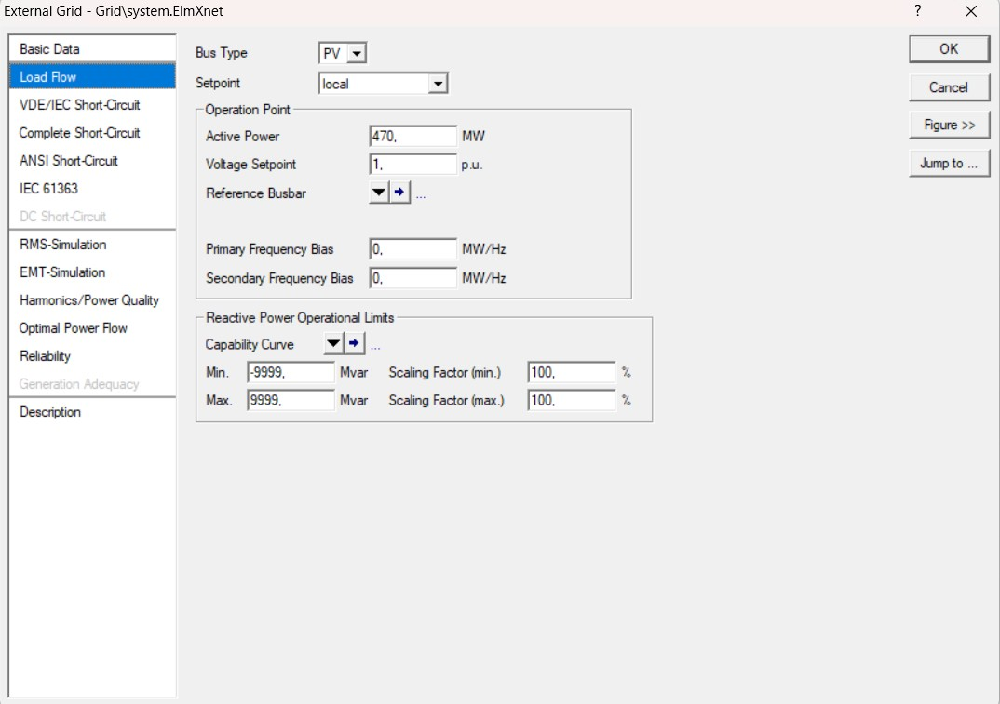 External Grid - Grid\system.ElmXnet ?
Basic Data
Load Flow
VDE/IEC Short-Circuit
Complete Short-Circuit
ANSI Short-Circuit
IEC 61363
DC Short-Circuit
RMS-Simulation
EMT-Simulation
Harmonics/Power Quality
Optimal Power Flow
Reliability
Generation Adequacy
Description
Bus Type PV
Setpoint local
Operation Point
Active Power 470, MW
Voltage Setpoint 1, p.u.
Reference Busbar ...
Primary Frequency Bias 0, MW/Hz
Secondary Frequency Bias 0, MW/Hz
Reactive Power Operational Limits
Capability Curve ...
Min. -9999, Mvar Scaling Factor (min.) 100, %
Max. 9999, Mvar Scaling Factor (max.) 100, %
OK
Cancel
Figure >>
Jump to ...